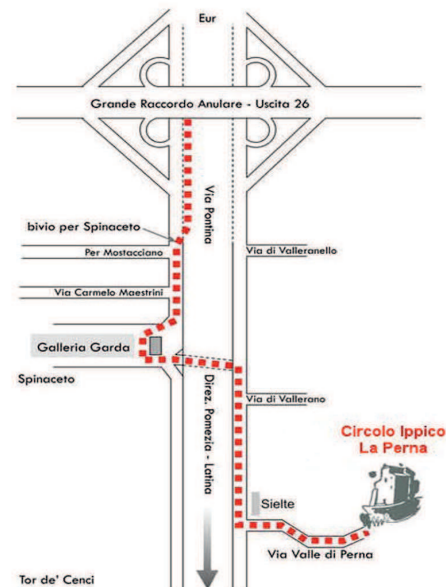 Eur
Grande Raccordo Anulare - Uscita 26
Via Pontina
bivio per Spinaceto
Per Mostacciano
Via di Valleranello
Via Carmelo Maestrini
Galleria Garda
Spinaceto
Direz. Pomezia - Latina
Via di Vallerano
Circolo Ippico
La Perna
Sielte
Via Valle di Perna
Tor de' Cenci